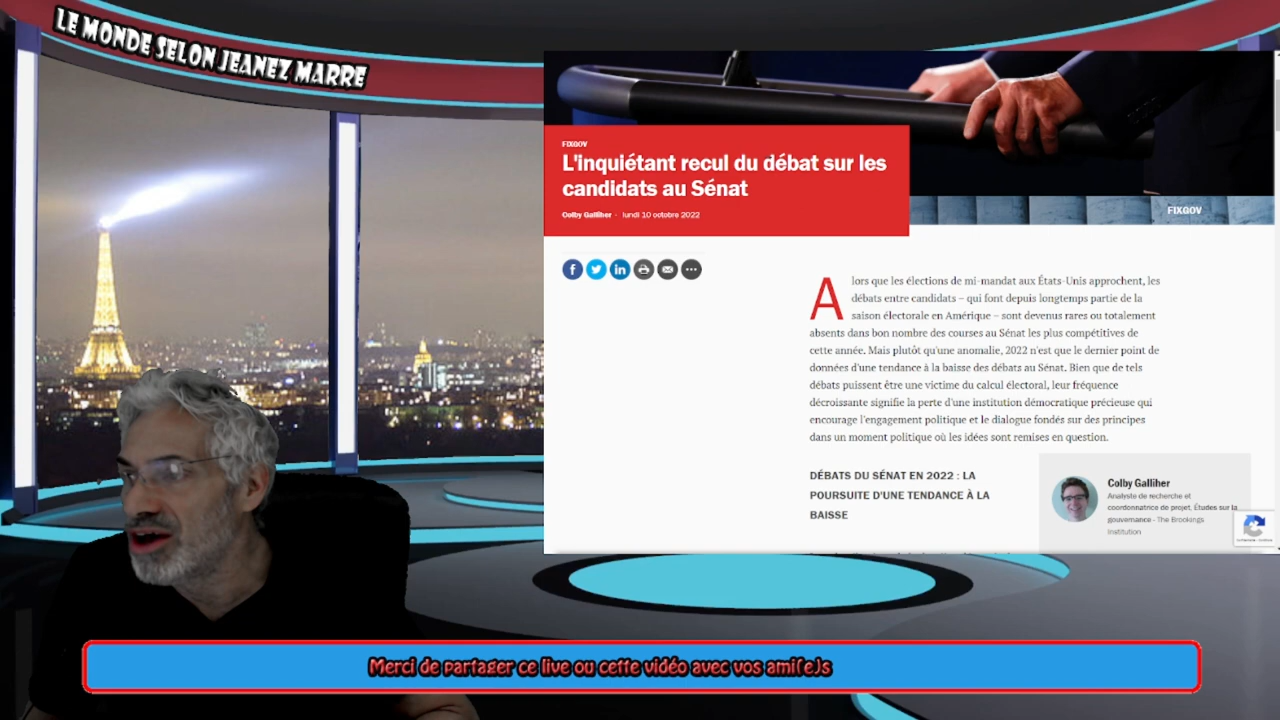 LE MONDE SELON JEANEZ MARRE
FIXGOV
L'inquiétant recul du débat sur les
candidats au Sénat
Colby Galliher · lundi 10 octobre 2022
FIXGOV
Alors que les élections de mi-mandat aux États-Unis approchent, les
débats entre candidats – qui font depuis longtemps partie de la
saison électorale en Amérique – sont devenus rares ou totalement
absents dans bon nombre des courses au Sénat les plus compétitives de
cette année. Mais plutôt qu'une anomalie, 2022 n'est que le dernier point de
données d'une tendance à la baisse des débats au Sénat. Bien que de tels
débats puissent être une victime du calcul électoral, leur fréquence
décroissante signifie la perte d'une institution démocratique précieuse qui
encourage l'engagement politique et le dialogue fondés sur des principes
dans un moment politique où les idées sont remises en question.
DÉBATS DU SÉNAT EN 2022 : LA
POURSUITE D'UNE TENDANCE À LA
BAISSE
Colby Galliher
Analyste de recherche et
coordonnatrice de projet, Études sur la
gouvernance - The Brookings
Institution
Merci de partager ce live ou cette vidéo avec vos ami(e)s